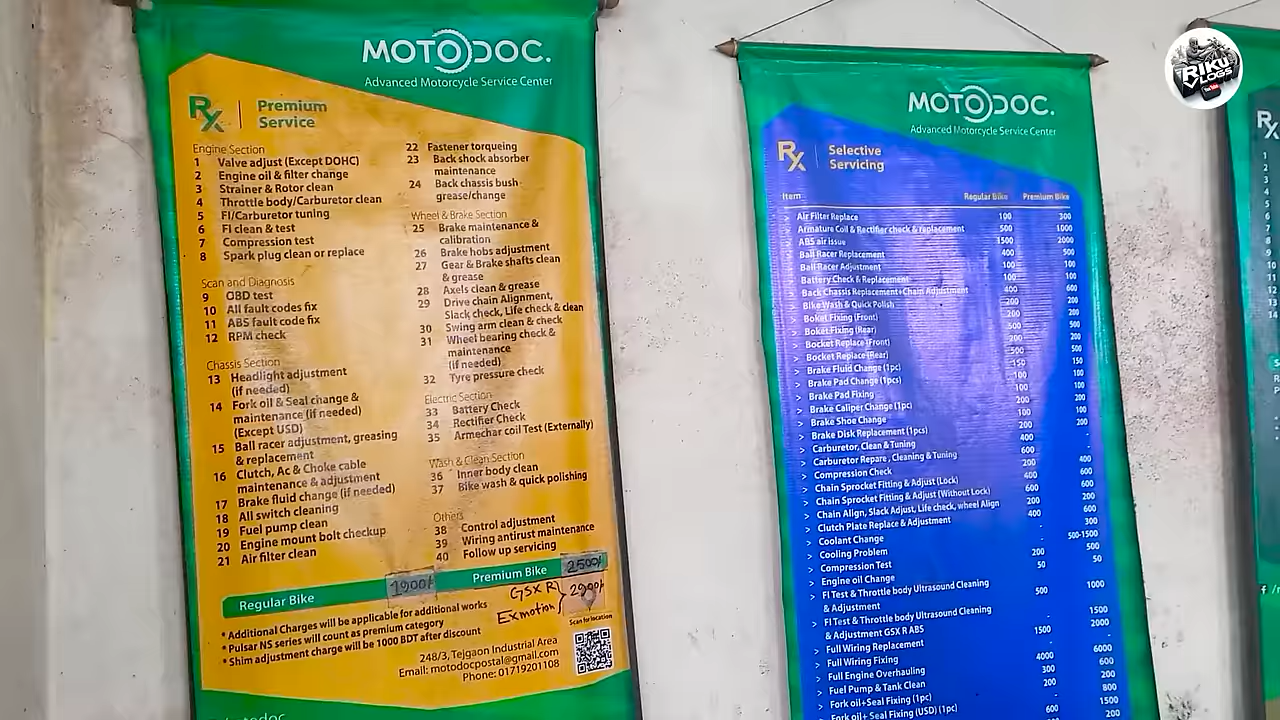 MOTODOC.
Advanced Motorcycle Service Center
Rx
Premium
Service
Engine Section
1 Valve adjust (Except DOHC)
2 Engine oil & filter change
3 Strainer & Rotor clean
4 Throttle body/Carburetor clean
5 FI/Carburetor tuning
6 FI clean & test
7 Compression test
8 Spark plug clean or replace
Scan and Diagnosis
9 OBD test
10 All fault codes fix
11 ABS fault code fix
12 RPM check
Chassis Section
13 Headlight adjustment
(if needed)
14 Fork oil & Seal change &
maintenance (if needed)
(Except USD)
15 Ball racer adjustment, greasing
& replacement
16 Clutch, Ac & Choke cable
maintenance & adjustment
17 Brake fluid change (if needed)
18 All switch cleaning
19 Fuel pump clean
20 Engine mount bolt checkup
21 Air filter clean
22 Fastener torqueing
23 Back shock absorber
maintenance
24 Back chassis bush
grease/change
Wheel & Brake Section
25 Brake maintenance &
calibration
26 Brake hobs adjustment
27 Gear & Brake shafts clean
& grease
28 Axels clean & grease
29 Drive chain Alignment,
Slack check, Life check & clean
30 Swing arm clean & check
31 Wheel bearing check &
maintenance
(if needed)
32 Tyre pressure check
Electric Section
33 Battery Check
34 Rectifier Check
35 Armechar coil Test (Externally)
Wash & Clean Section
36 Inner body clean
37 Bike wash & quick polishing
Others
38 Control adjustment
39 Wiring antirust maintenance
40 Follow up servicing
Regular Bike 1900/- Premium Bike 2500/-
GSX R
Exmotion 2900/-
* Additional Charges will be applicable for additional works
* Pulsar NS series will count as premium category
* Shim adjustment charge will be 1000 BDT after discount
Scan for location
248/3, Tejgaon Industrial Area
Email: motodocpostal@gmail.com
Phone: 01719201108
MOTODOC.
Advanced Motorcycle Service Center
Rx
Selective
Servicing
Item Regular Bike Premium Bike
> Air Filter Replace 100 300
> Armature Coil & Rectifier check & replacement 500 1000
> ABS air issue 1500 2000
> Ball Racer Replacement 400 500
> Ball Racer Adjustment 100 100
> Battery Check & Replacement 100 100
> Back Chassis Replacement+Chain Adjustment 400 600
> Bike Wash & Quick Polish 200 200
> Boket Fixing (Front) 200 200
> Boket Fixing (Rear) 500 500
> Bocket Replace (Front) 200 200
> Bocket Replace (Rear) 500 500
> Brake Fluid Change (1pc) 150 150
> Brake Pad Change (1pcs) 100 100
> Brake Pad Fixing 100 100
> Brake Caliper Change (1pc) 200 200
> Brake Shoe Change 100 100
> Brake Disk Replacement (1pcs) 200 200
> Carburetor, Clean & Tuning 400 -
> Carburetor Repare , Cleaning & Tuning 600 -
> Compression Check 200 400
> Chain Sprocket Fitting & Adjust (Lock) 400 600
> Chain Sprocket Fitting & Adjust (Without Lock) 600 600
> Chain Align, Slack Adjust, Life check, wheel Align 200 200
> Clutch Plate Replace & Adjustment 400 600
> Coolant Change - 300
> Cooling Problem - 500-1500
> Compression Test 200 500
> Engine oil Change 50 50
> FI Test & Throttle body Ultrasound Cleaning
& Adjustment 500 1000
> FI Test & Throttle body Ultrasound Cleaning
& Adjustment GSX R ABS - 1500
> Full Wiring Replacement 1500 2000
> Full Wiring Fixing -
> Full Engine Overhauling 4000 6000
> Fuel Pump & Tank Clean 300 600
> Fork oil+Seal Fixing (1pc) 200 800
> Fork oil+ Seal Fixing (USD) (1pc) 1500
600 200
RIKU
VLOGS
YouTube
Rx